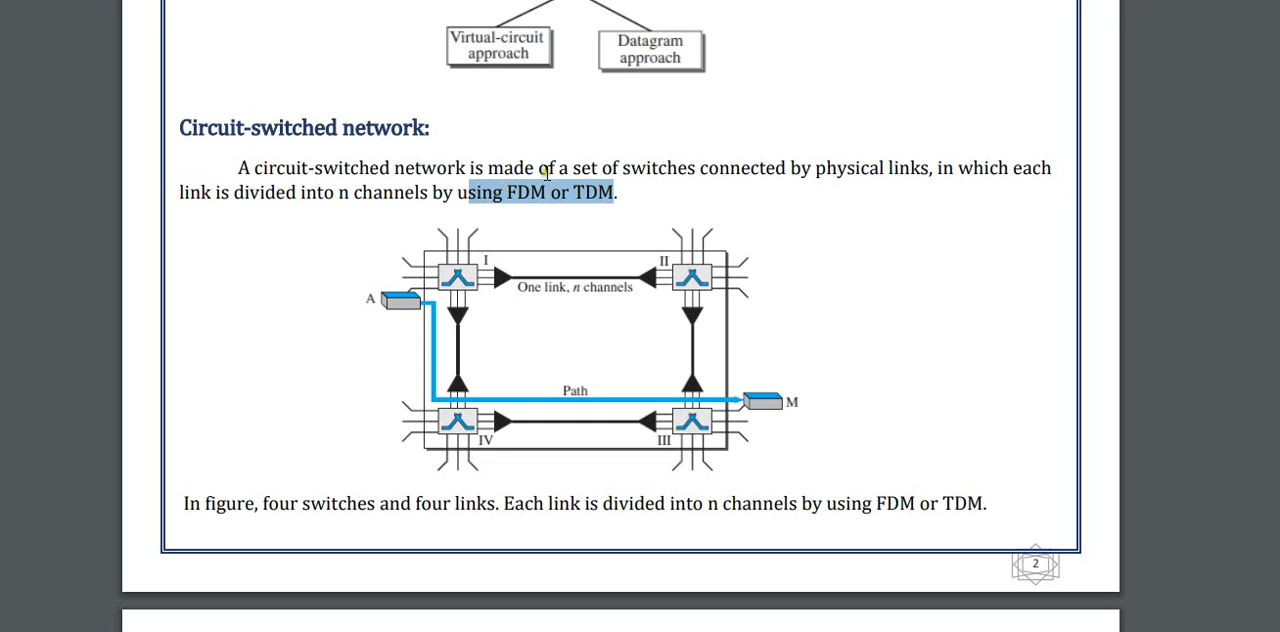 Virtual-circuit
approach
Datagram
approach
Circuit-switched network:
A circuit-switched network is made of a set of switches connected by physical links, in which each
link is divided into n channels by using FDM or TDM.
I
II
One link, n channels
A
Path
M
IV
III
In figure, four switches and four links. Each link is divided into n channels by using FDM or TDM.
2